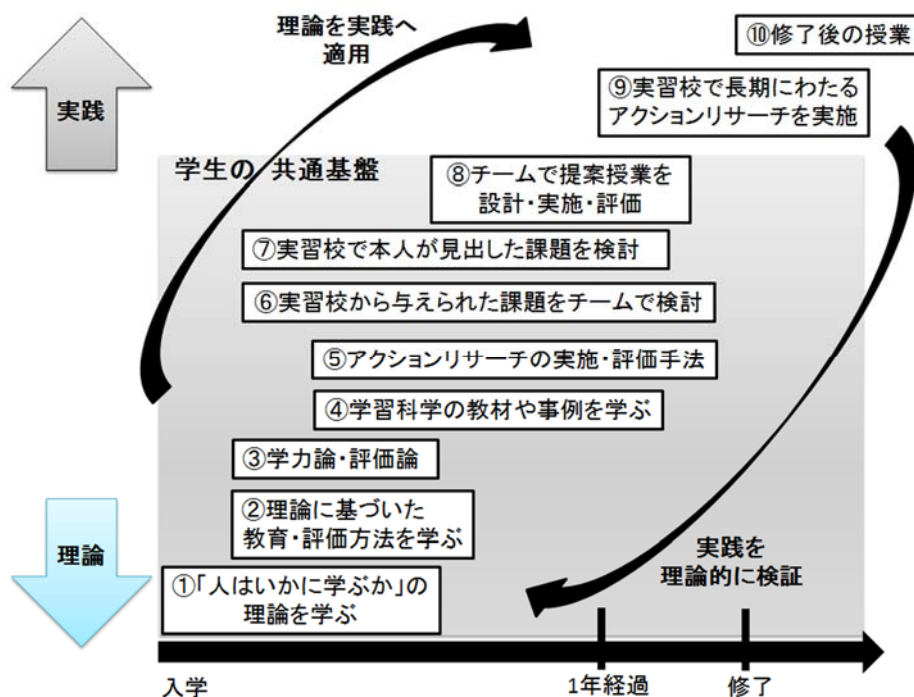 理論を実践へ
適用
⑩修了後の授業
⑨実習校で長期にわたる
アクションリサーチを実施
実践
学生の 共通基盤
⑧チームで提案授業を
設計・実施・評価
⑦実習校で本人が見出した課題を検討
⑥実習校から与えられた課題をチームで検討
⑤アクションリサーチの実施・評価手法
④学習科学の教材や事例を学ぶ
③学力論・評価論
②理論に基づいた
教育・評価方法を学ぶ
理論
実践を
理論的に検証
①「人はいかに学ぶか」の
理論を学ぶ
入学
1年経過
修了